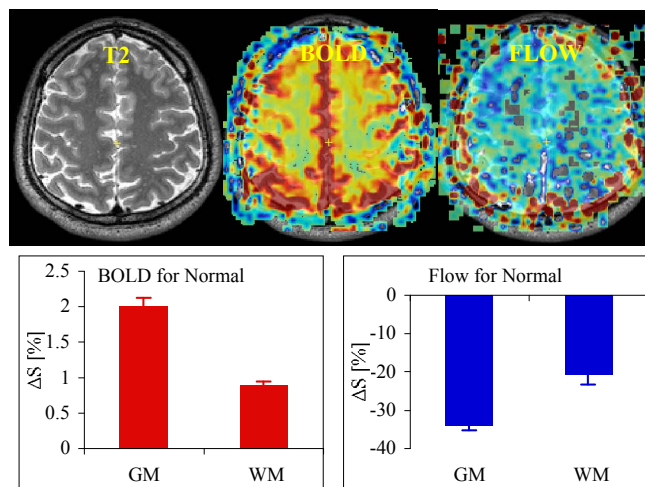 T2
BOLD
FLOW
BOLD for Normal
ΔS [%]
2.5
2
1.5
1
0.5
0
GM
WM
Flow for Normal
ΔS [%]
0
-10
-20
-30
-40
GM
WM